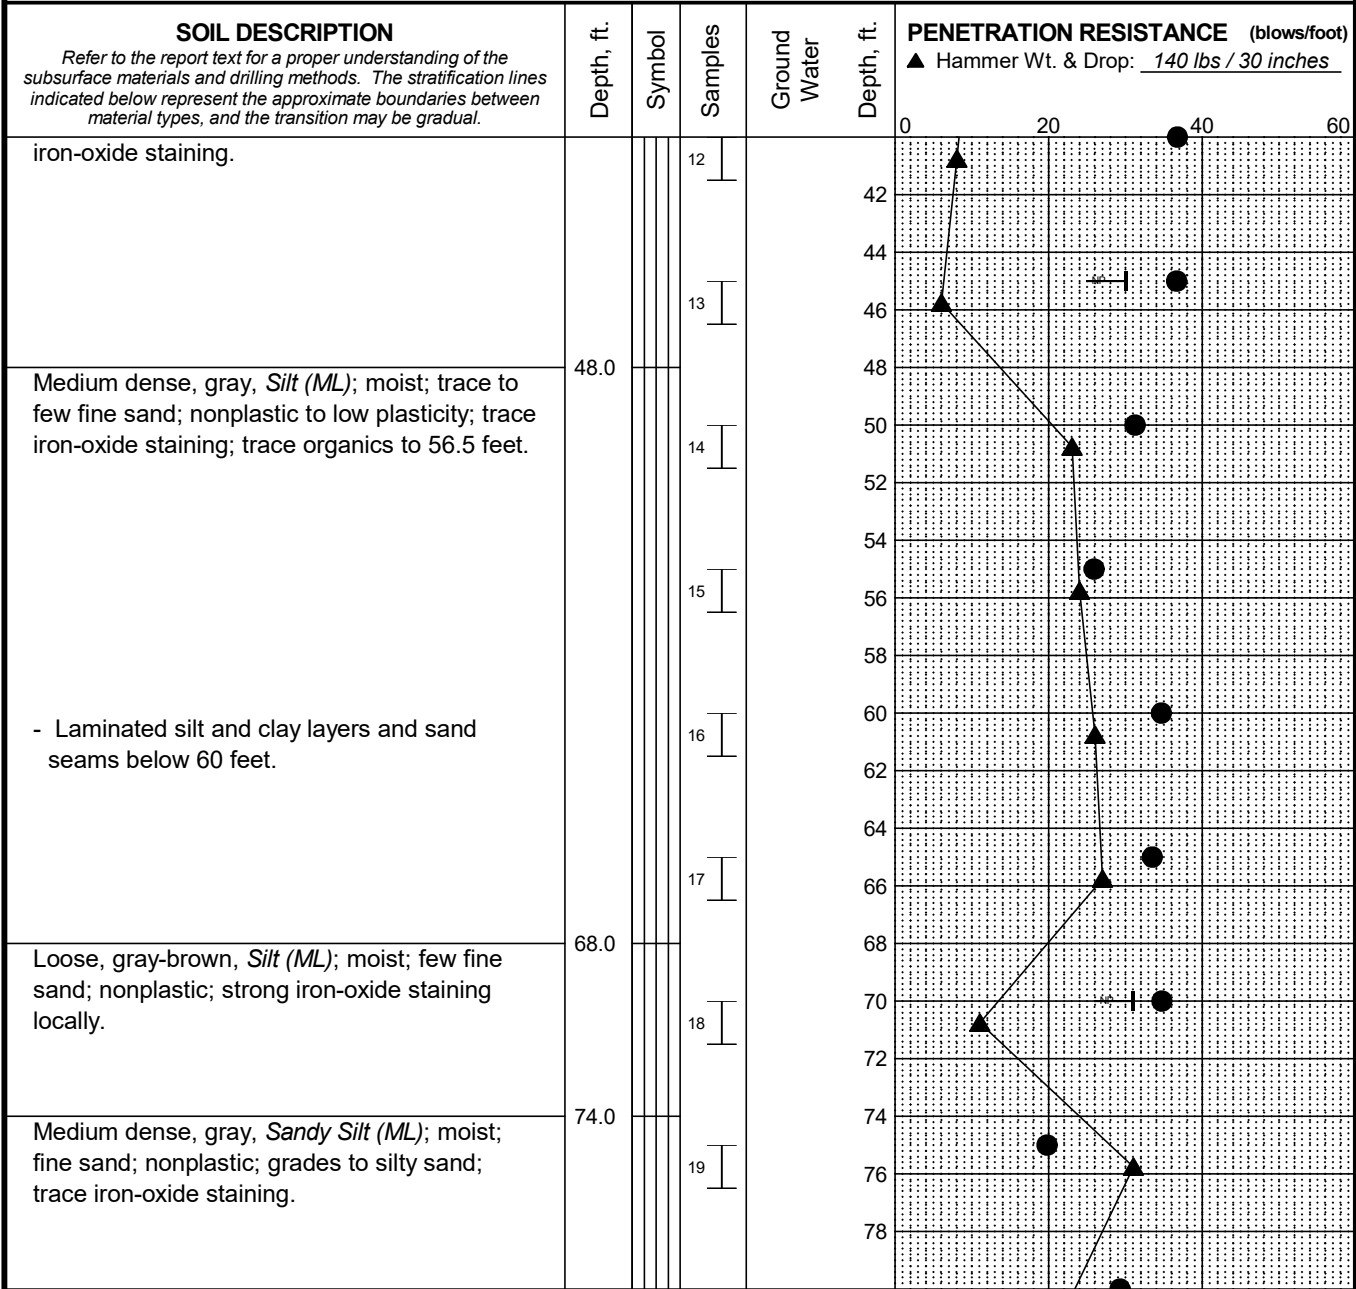 SOIL DESCRIPTION
Refer to the report text for a proper understanding of the
subsurface materials and drilling methods. The stratification lines
indicated below represent the approximate boundaries between
material types, and the transition may be gradual.
Depth, ft.
Symbol
Samples
Ground
Water
Depth, ft.
PENETRATION RESISTANCE (blows/foot)
▲ Hammer Wt. & Drop: 140 lbs / 30 inches
0 20 40 60
iron-oxide staining.
12
42
44
NP
13
46
48.0
48
Medium dense, gray, Silt (ML); moist; trace to
few fine sand; nonplastic to low plasticity; trace
iron-oxide staining; trace organics to 56.5 feet.
50
14
52
54
15
56
58
60
- Laminated silt and clay layers and sand
seams below 60 feet.
16
62
64
17
66
68.0
68
Loose, gray-brown, Silt (ML); moist; few fine
sand; nonplastic; strong iron-oxide staining
locally.
70
NP
18
72
74.0
74
Medium dense, gray, Sandy Silt (ML); moist;
fine sand; nonplastic; grades to silty sand;
trace iron-oxide staining.
19
76
78